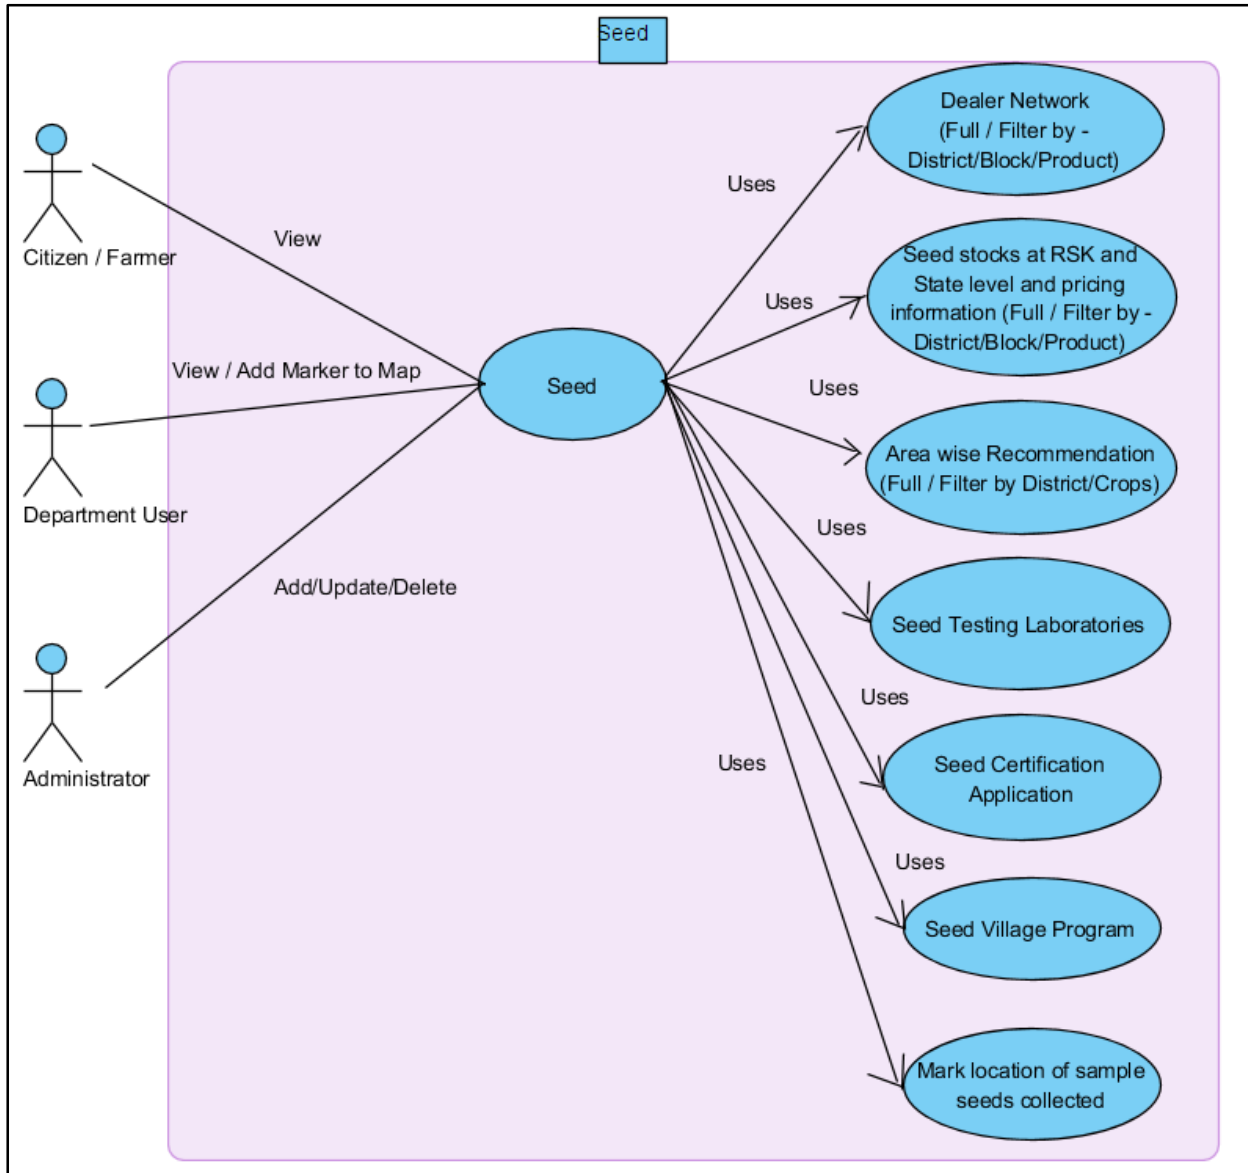 Seed
Citizen / Farmer
View
Department User
View / Add Marker to Map
Administrator
Add/Update/Delete
Seed
Uses
Dealer Network
(Full / Filter by -
District/Block/Product)
Uses
Seed stocks at RSK and
State level and pricing
information (Full / Filter by -
District/Block/Product)
Uses
Area wise Recommendation
(Full / Filter by District/Crops)
Uses
Seed Testing Laboratories
Uses
Seed Certification
Application
Uses
Seed Village Program
Uses
Mark location of sample
seeds collected